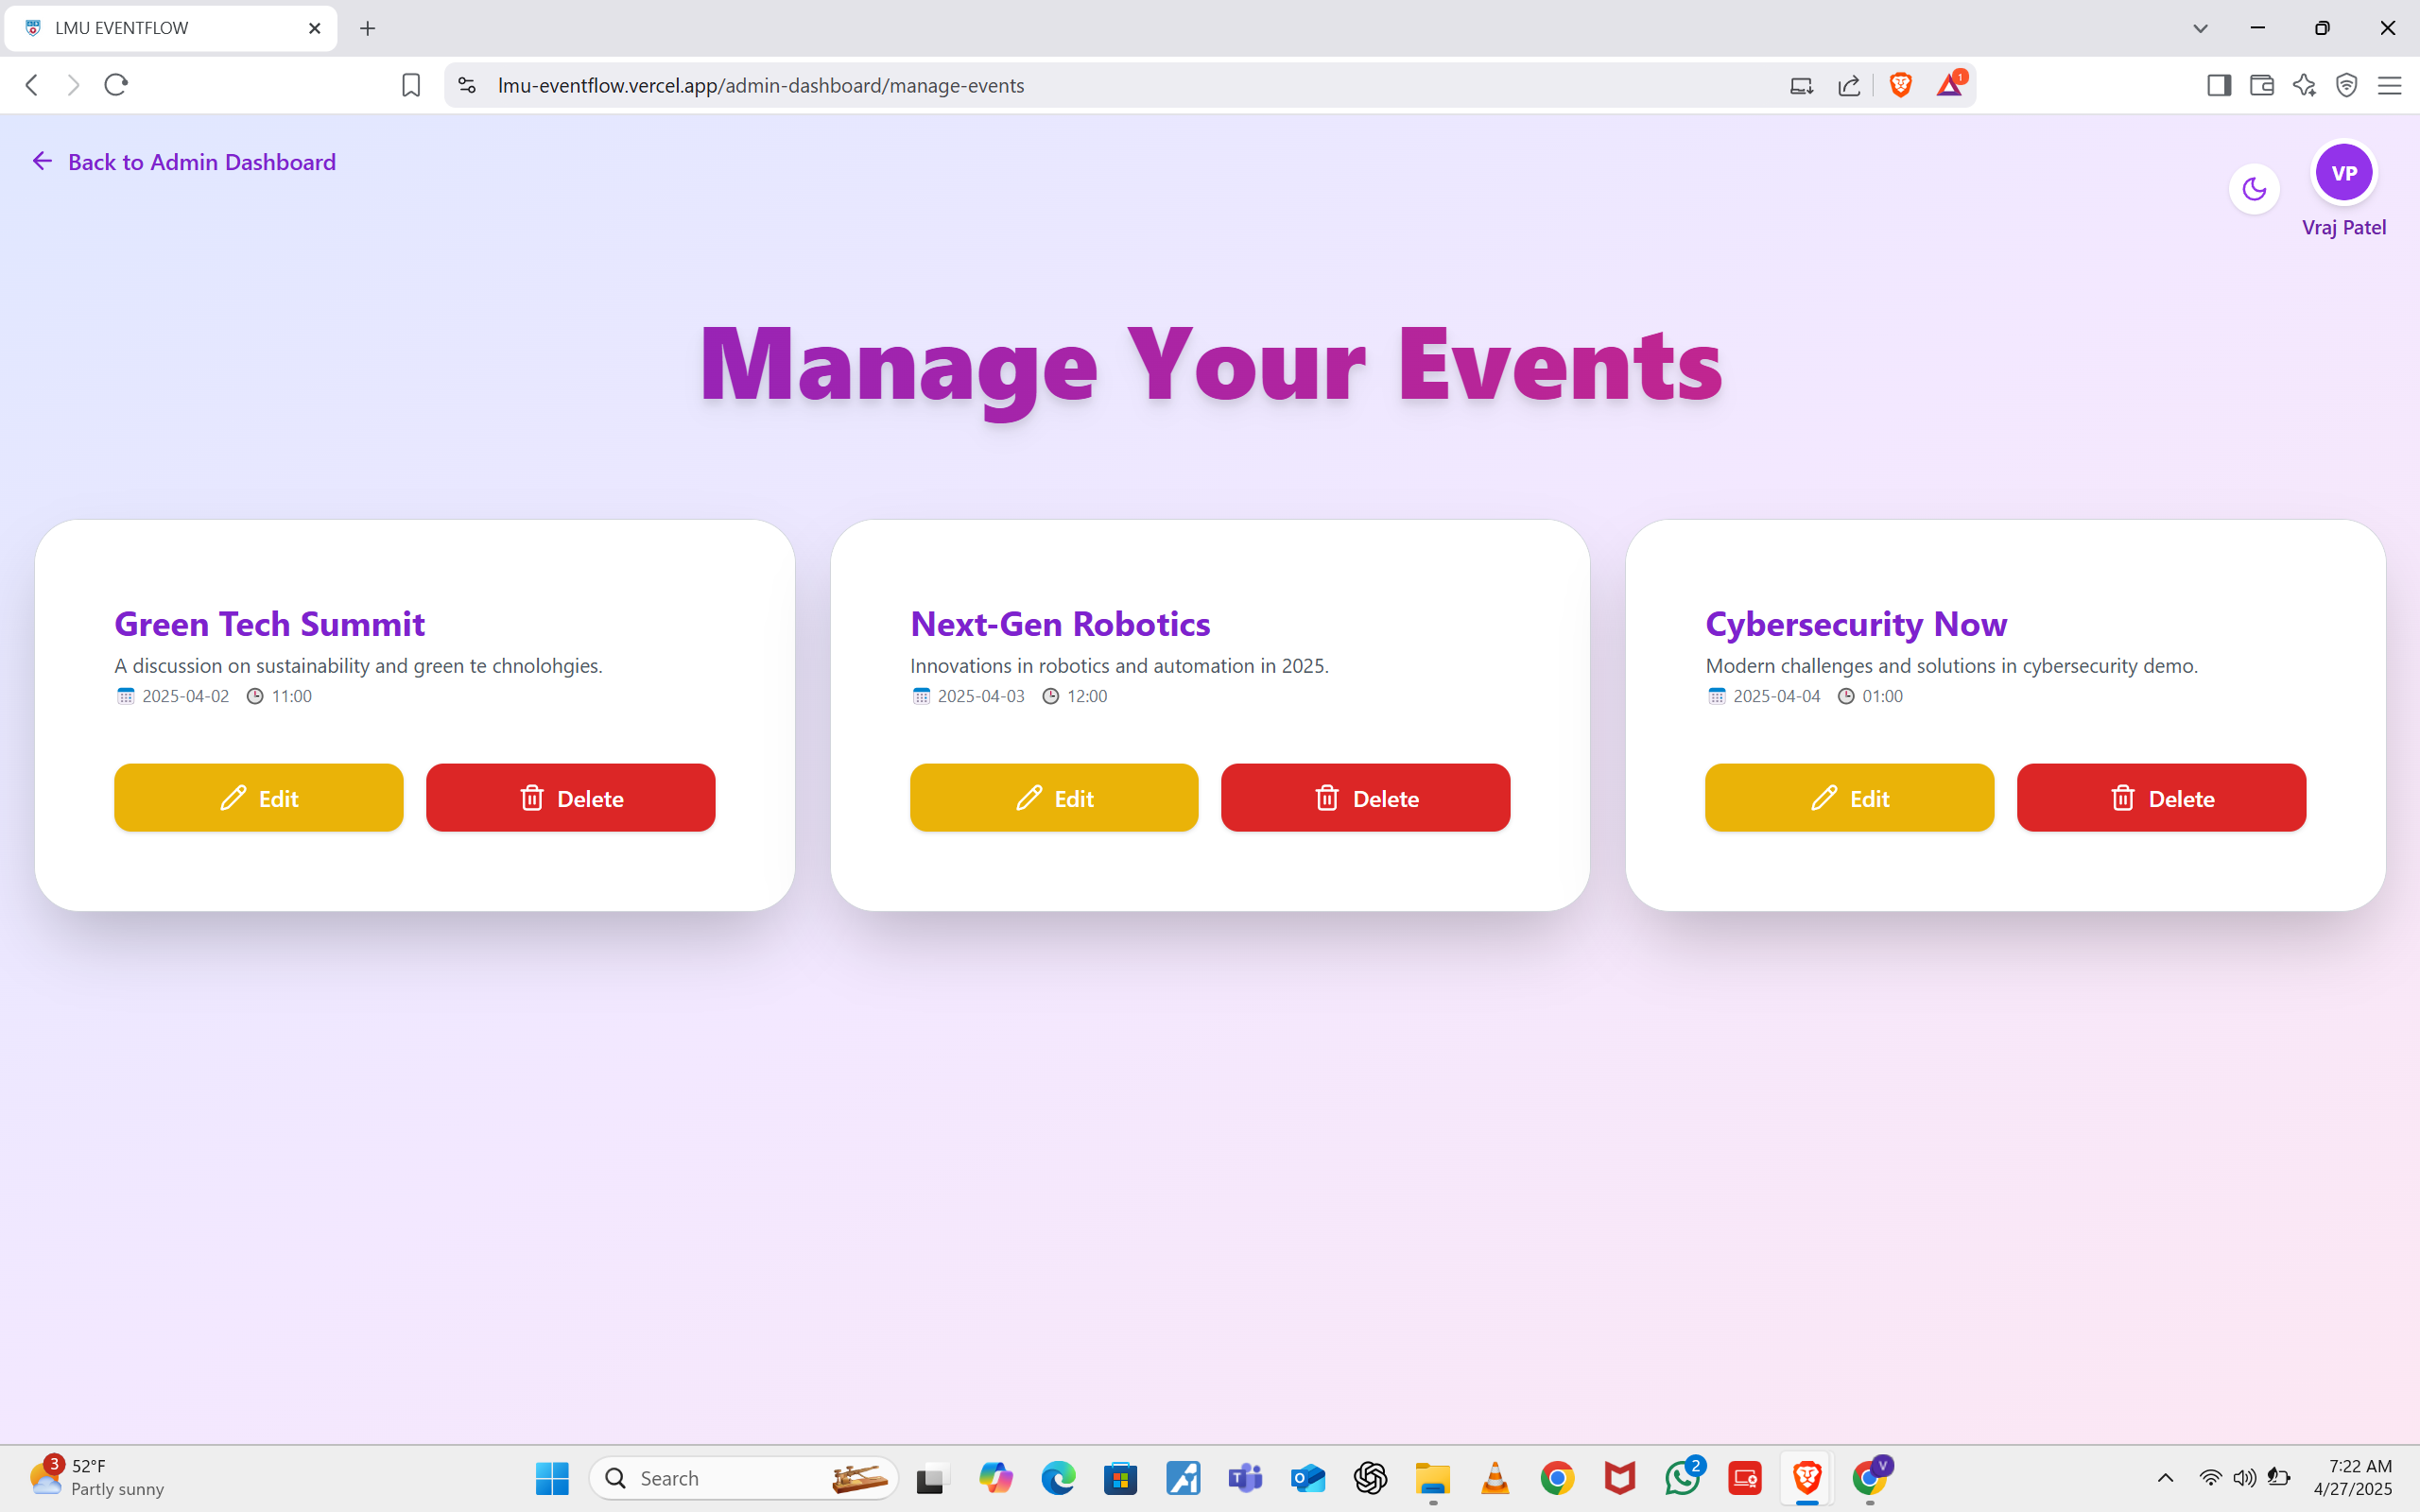 LMU EVENTFLOW
lmu-eventflow.vercel.app/admin-dashboard/manage-events
1
Back to Admin Dashboard
VP
Vraj Patel
Manage Your Events
Green Tech Summit
A discussion on sustainability and green te chnolohgies.
2025-04-02 11:00
Edit Delete
Next-Gen Robotics
Innovations in robotics and automation in 2025.
2025-04-03 12:00
Edit Delete
Cybersecurity Now
Modern challenges and solutions in cybersecurity demo.
2025-04-04 01:00
Edit Delete
3
52°F
Partly sunny
Search
2
V
7:22 AM
4/27/2025